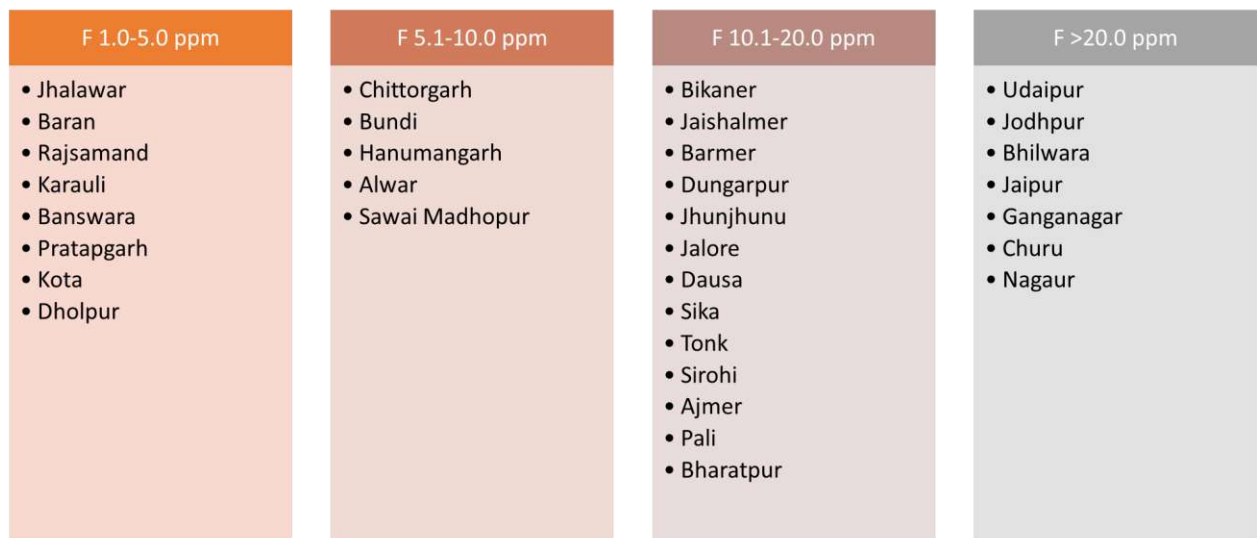 F 1.0-5.0 ppm
• Jhalawar
• Baran
• Rajsamand
• Karauli
• Banswara
• Pratapgarh
• Kota
• Dholpur
F 5.1-10.0 ppm
• Chittorgarh
• Bundi
• Hanumangarh
• Alwar
• Sawai Madhopur
F 10.1-20.0 ppm
• Bikaner
• Jaishalmer
• Barmer
• Dungarpur
• Jhunjhunu
• Jalore
• Dausa
• Sika
• Tonk
• Sirohi
• Ajmer
• Pali
• Bharatpur
F >20.0 ppm
• Udaipur
• Jodhpur
• Bhilwara
• Jaipur
• Ganganagar
• Churu
• Nagaur